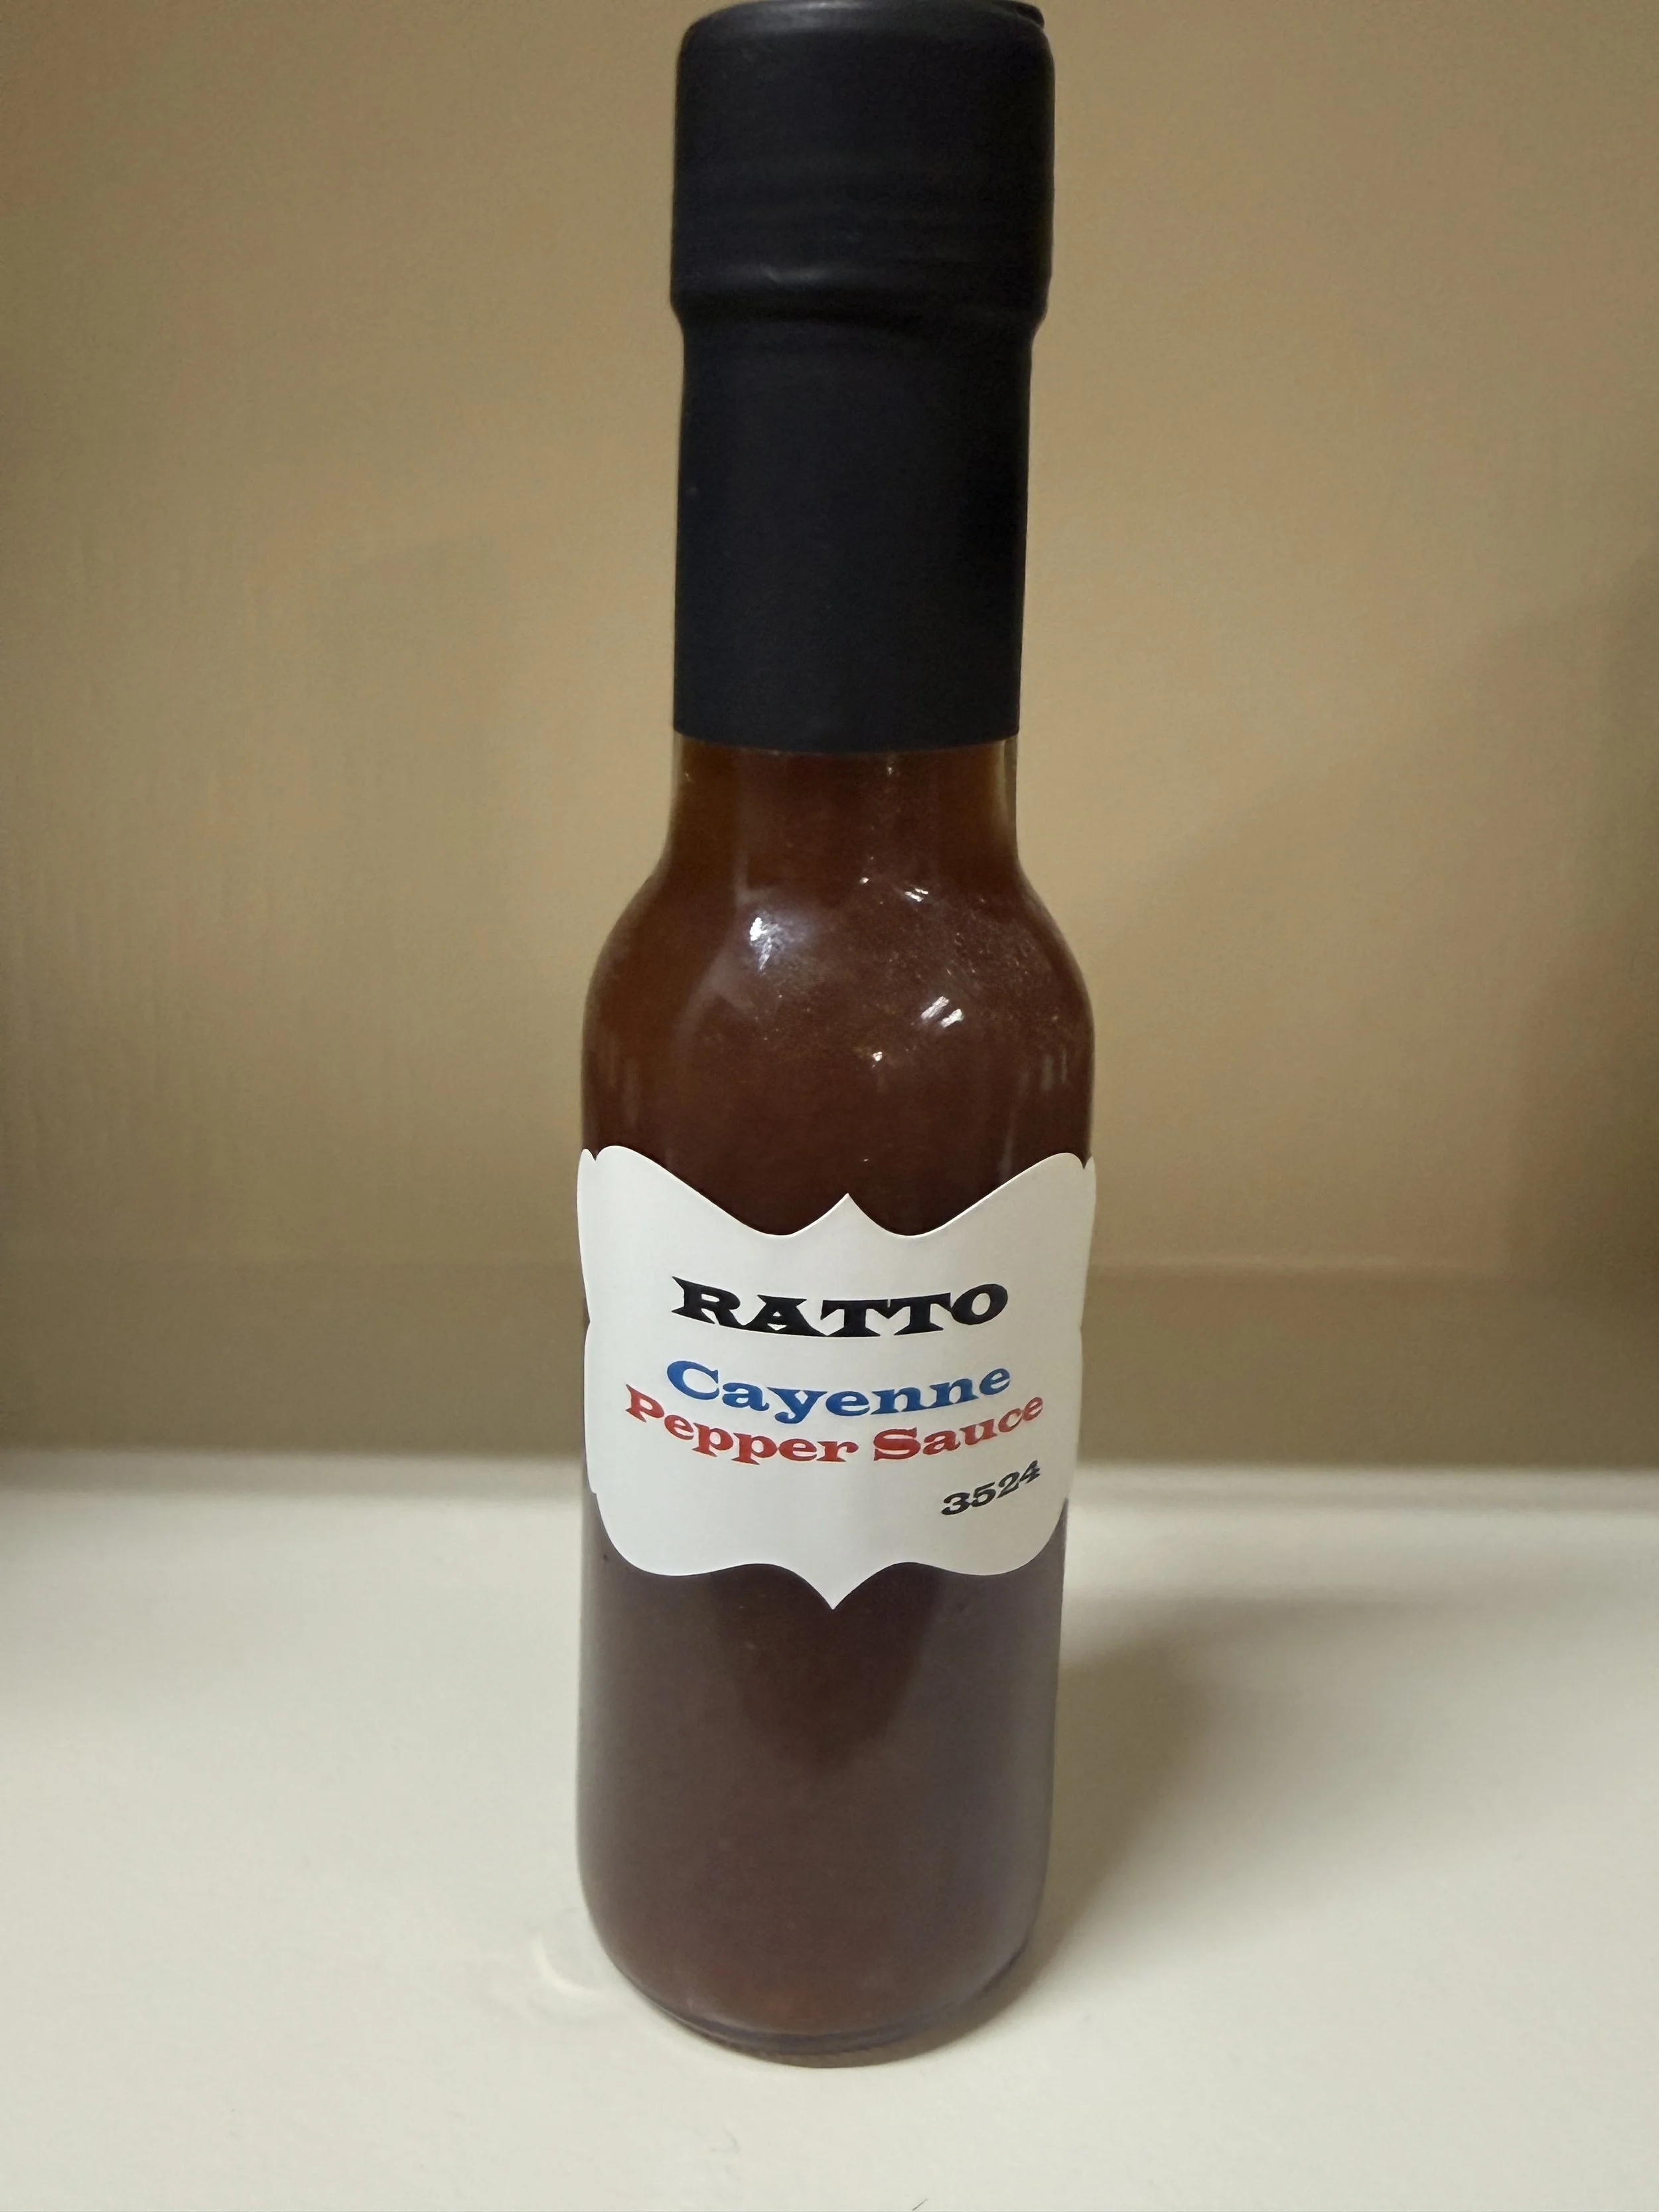 RATTO
Cayenne
Pepper Sauce
3524